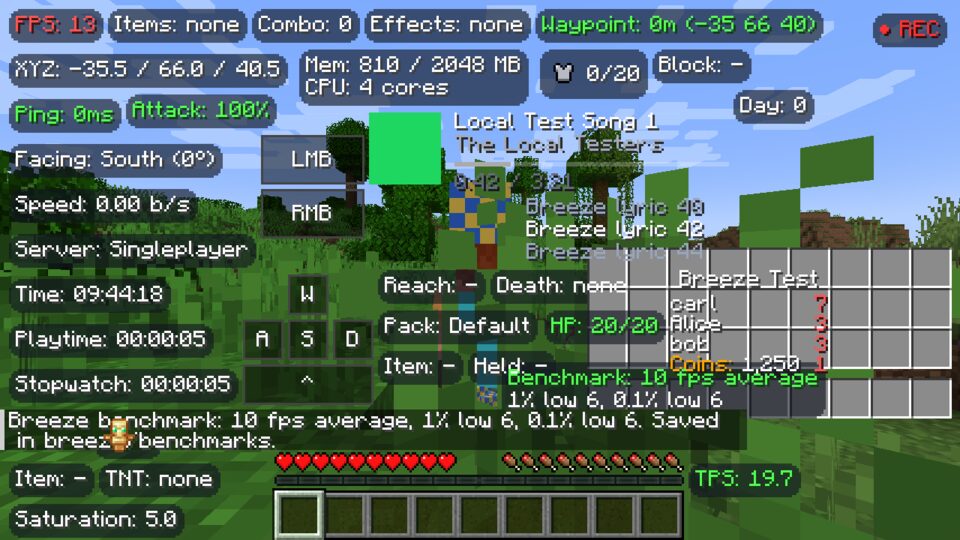 FPS: 13
Items: none
Combo: 0
Effects: none
Waypoint: 0m (-35 66 40)
REC
XYZ: -35.5 / 66.0 / 40.5
Mem: 810 / 2048 MB
CPU: 4 cores
0/20
Block: -
Ping: 0ms
Attack: 100%
Day: 0
Local Test Song 1
The Local Testers
0:42 / 3:21
Facing: South (0°)
LMB
RMB
Speed: 0.00 b/s
Breeze lyric 40
Breeze lyric 42
Breeze lyric 44
Server: Singleplayer
Time: 09:44:18
W
A
S
D
^
Reach: -
Death: none
Breeze Test
carl 7
Alice 3
bob 3
Coins: 1,250 1
Playtime: 00:00:05
Pack: Default
HP: 20/20
Stopwatch: 00:00:05
Item: -
Held: -
Benchmark: 10 fps average
1% low 6, 0.1% low 6
Breeze benchmark: 10 fps average, 1% low 6, 0.1% low 6. Saved
in breeze benchmarks.
Item: -
TNT: none
TPS: 19.7
Saturation: 5.0